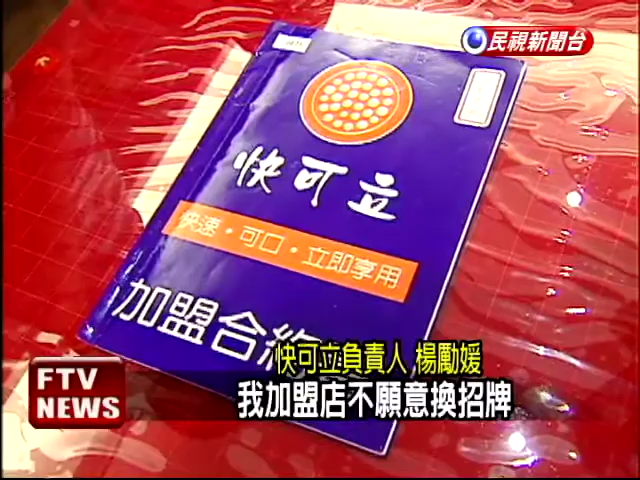 民視新聞台
快可立
快速・可口・立即享用
加盟合約
快可立負責人 楊勵媛
我加盟店不願意換招牌
FTV
NEWS